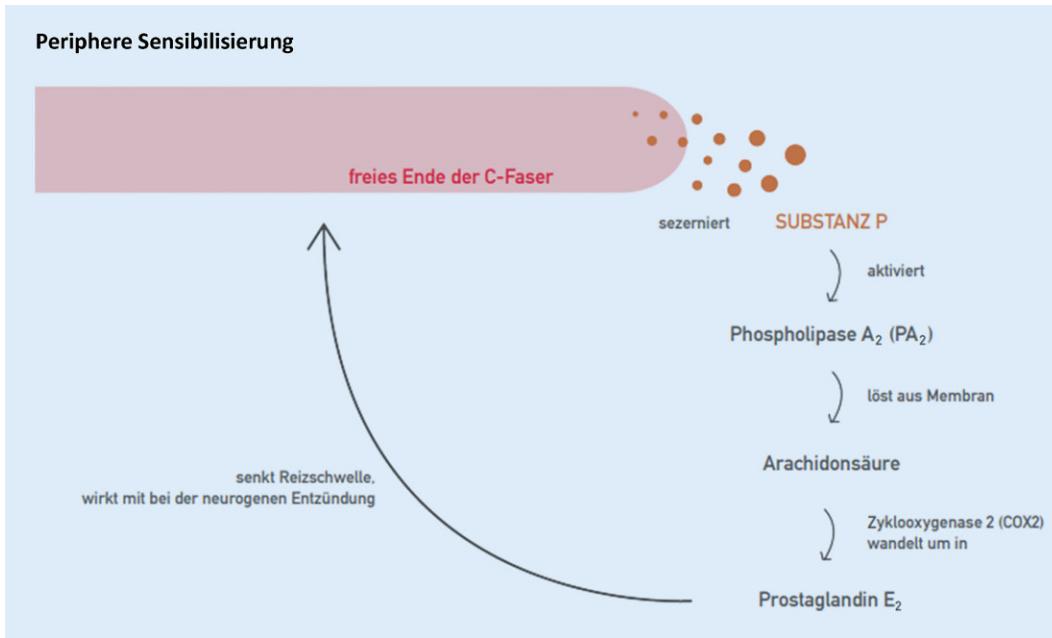 Periphere Sensibilisierung
freies Ende der C-Faser
sezerniert SUBSTANZ P
aktiviert
Phospholipase A₂ (PA₂)
löst aus Membran
Arachidonsäure
Zyklooxygenase 2 (COX2)
wandelt um in
Prostaglandin E₂
senkt Reizschwelle,
wirkt mit bei der neurogenen Entzündung